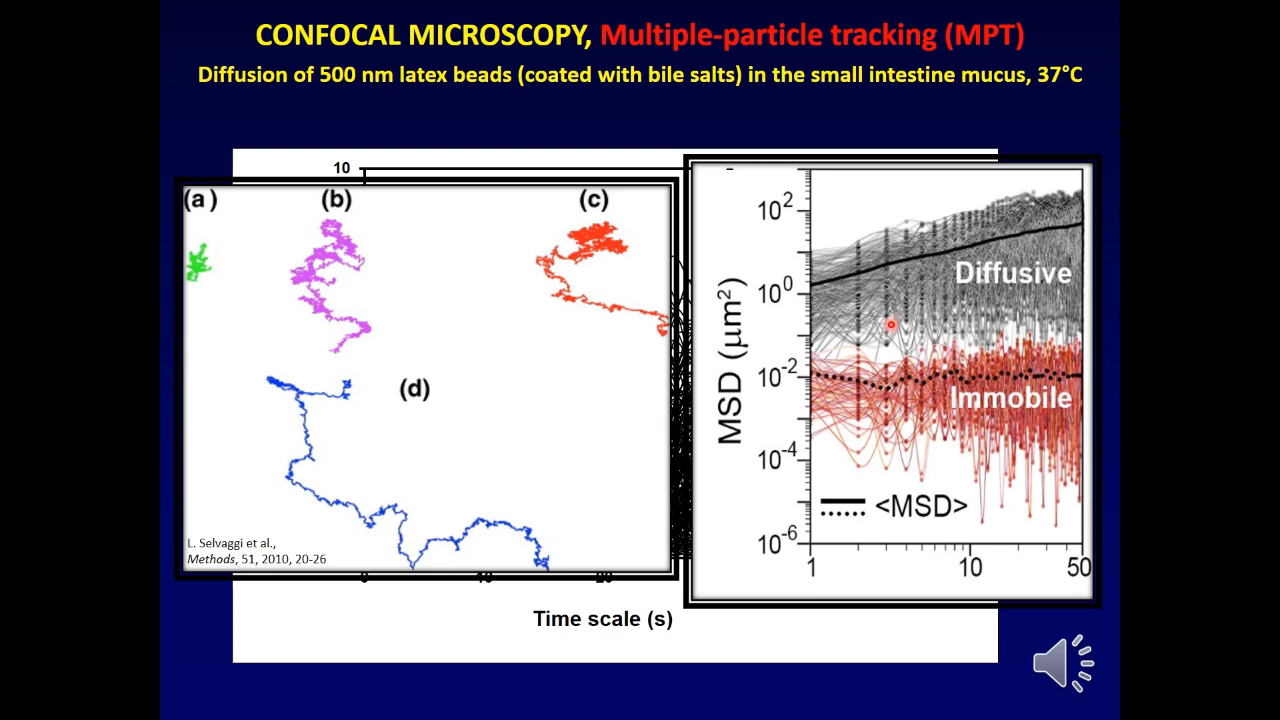 CONFOCAL MICROSCOPY, Multiple-particle tracking (MPT)
Diffusion of 500 nm latex beads (coated with bile salts) in the small intestine mucus, 37°C
10
(a)
(b)
(c)
(d)
L. Selvaggi et al.,
Methods, 51, 2010, 20-26
0 10 20
Time scale (s)
MSD (μm²)
10²
10⁰
10⁻²
10⁻⁴
10⁻⁶
Diffusive
Immobile
<MSD>
1 10 50